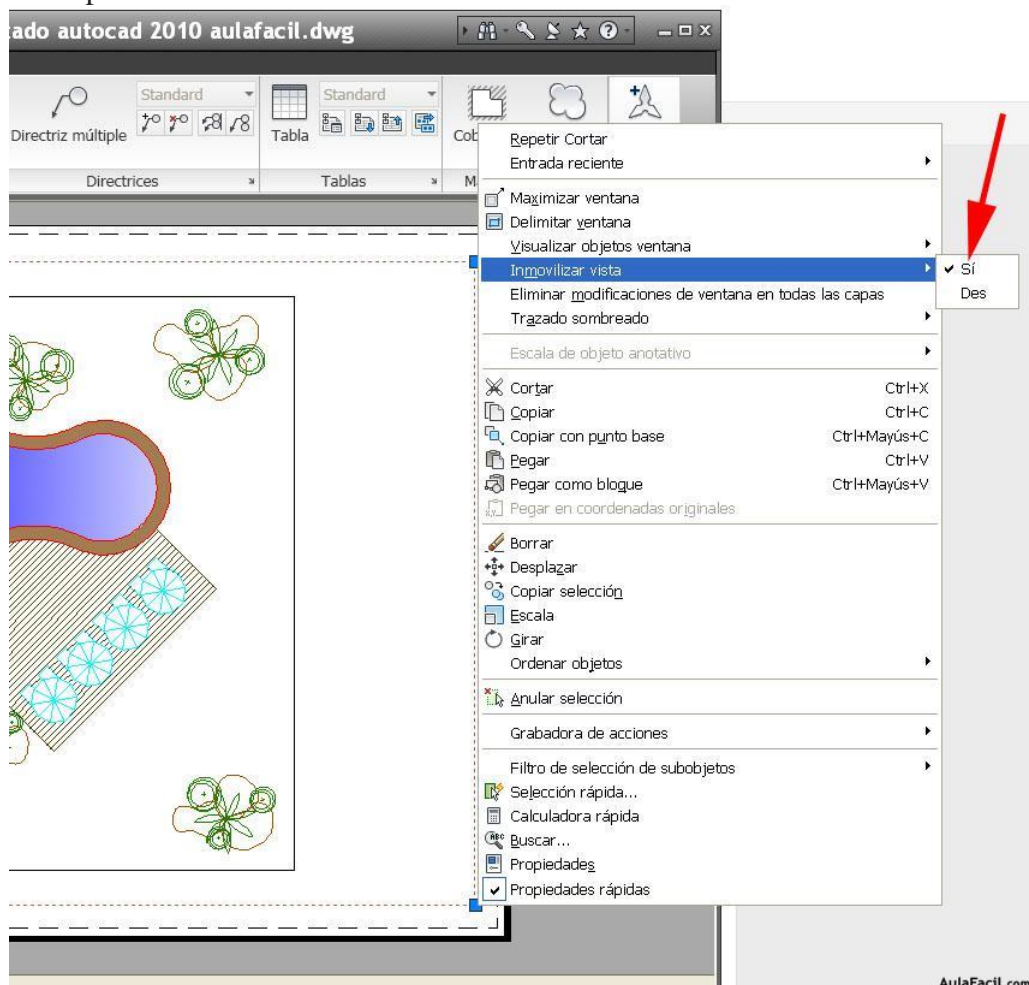 ado autocad 2010 aulafacil.dwg
Standard
Standard
Directriz múltiple
Tabla
Cob
Directrices
Tablas
M
Repetir Cortar
Entrada reciente
Maximizar ventana
Delimitar ventana
Visualizar objetos ventana
Inmovilizar vista
Sí
Eliminar modificaciones de ventana en todas las capas
Des
Trazado sombreado
Escala de objeto anotativo
Cortar Ctrl+X
Copiar Ctrl+C
Copiar con punto base Ctrl+Mayús+C
Pegar Ctrl+V
Pegar como bloque Ctrl+Mayús+V
Pegar en coordenadas originales
Borrar
Desplazar
Copiar selección
Escala
Girar
Ordenar objetos
Anular selección
Grabadora de acciones
Filtro de selección de subobjetos
Selección rápida...
Calculadora rápida
Buscar...
Propiedades
Propiedades rápidas
AulaFacil.com